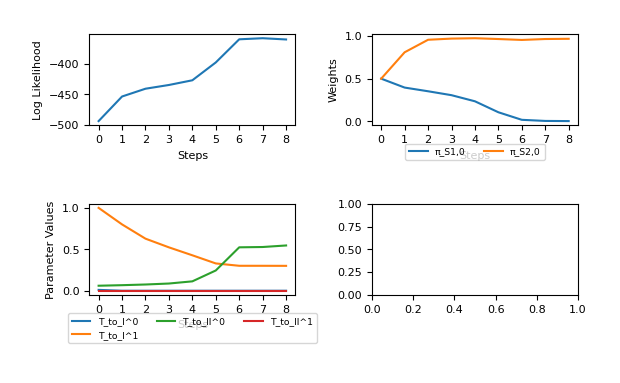 Log Likelihood
−400
−450
−500
0 1 2 3 4 5 6 7 8
Steps
Weights
1.0
0.5
0.0
0 1 2 3 4 5 6 7 8
Steps
π_S1,0 π_S2,0
Parameter Values
1.0
0.5
0.0
0 1 2 3 4 5 6 7 8
Steps
T_to_I^0 T_to_II^0 T_to_II^1
T_to_I^1
1.00
0.75
0.50
0.25
0.00
0.0 0.2 0.4 0.6 0.8 1.0